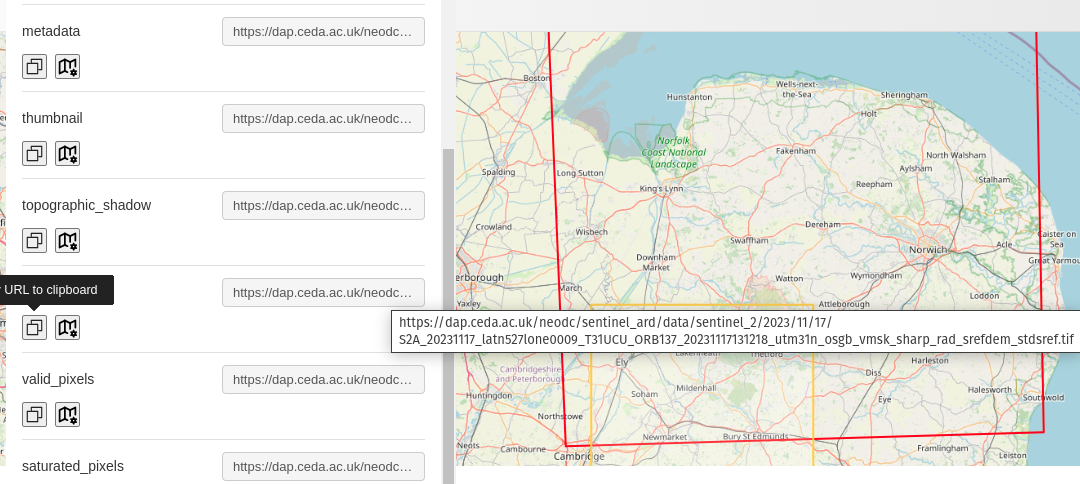 metadata
https://dap.ceda.ac.uk/neodc...
thumbnail
https://dap.ceda.ac.uk/neodc...
topographic_shadow
https://dap.ceda.ac.uk/neodc...
URL to clipboard
https://dap.ceda.ac.uk/neodc...
valid_pixels
https://dap.ceda.ac.uk/neodc...
saturated_pixels
https://dap.ceda.ac.uk/neodc...
Boston
Hunstanton
Wells-next-
the-Sea
Sheringham
Holt
Norfolk
Coast National
Landscape
Fakenham
North Walsham
Aylsham
Spalding
Long Sutton
King's Lynn
Reepham
Stalham
Crowland
Wisbech
Swaffham
Dereham
Norwich
Acle
Caister on
Sea
Great Yarmou
Downham
Market
erborough
Watton
Wymondham
Loddon
March
Yaxley
Attleborough
https://dap.ceda.ac.uk/neodc/sentinel_ard/data/sentinel_2/2023/11/17/
S2A_20231117_latn527lone0009_T31UCU_ORB137_20231117131218_utm31n_osgb_vmsk_sharp_rad_srefdem_stdsref.tif
Ely
Thetford
Cambridgeshire
and Peterborough
Huntingdon
Soham
Mildenhall
Diss
Eye
Halesworth
Southwold
Northstowe
Newmarket
Bury St Edmunds
Neots
Cambourne
Cambridge
Framlingham
Leiston